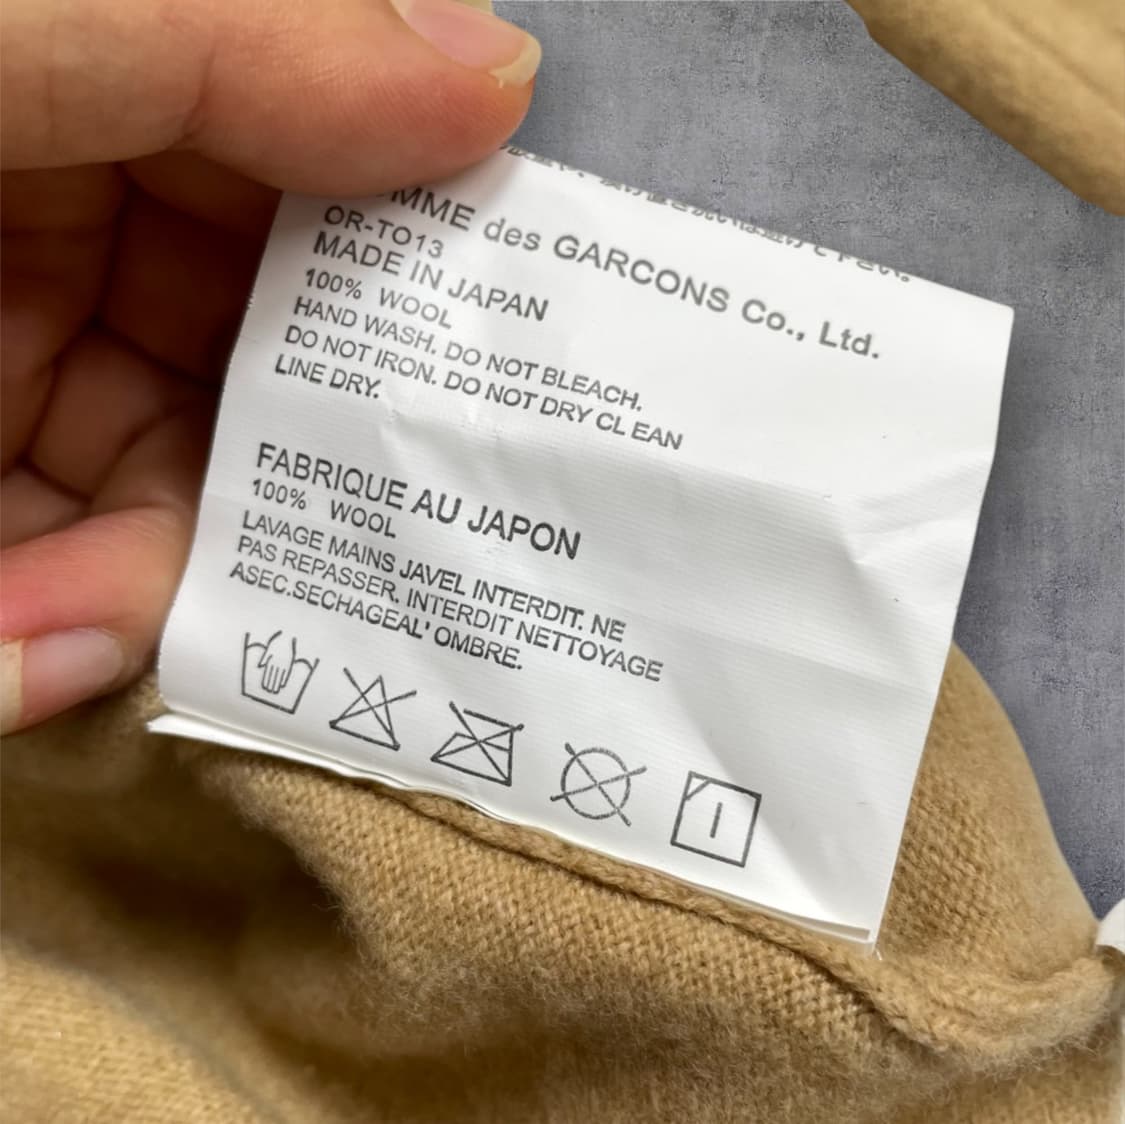 MME des GARCONS Co., Ltd.
OR-TO13
MADE IN JAPAN
100% WOOL
HAND WASH. DO NOT BLEACH.
DO NOT IRON. DO NOT DRY CL EAN
LINE DRY.
FABRIQUE AU JAPON
100% WOOL
LAVAGE MAINS JAVEL INTERDIT. NE
PAS REPASSER. INTERDIT NETTOYAGE
ASEC.SECHAGEAL' OMBRE.